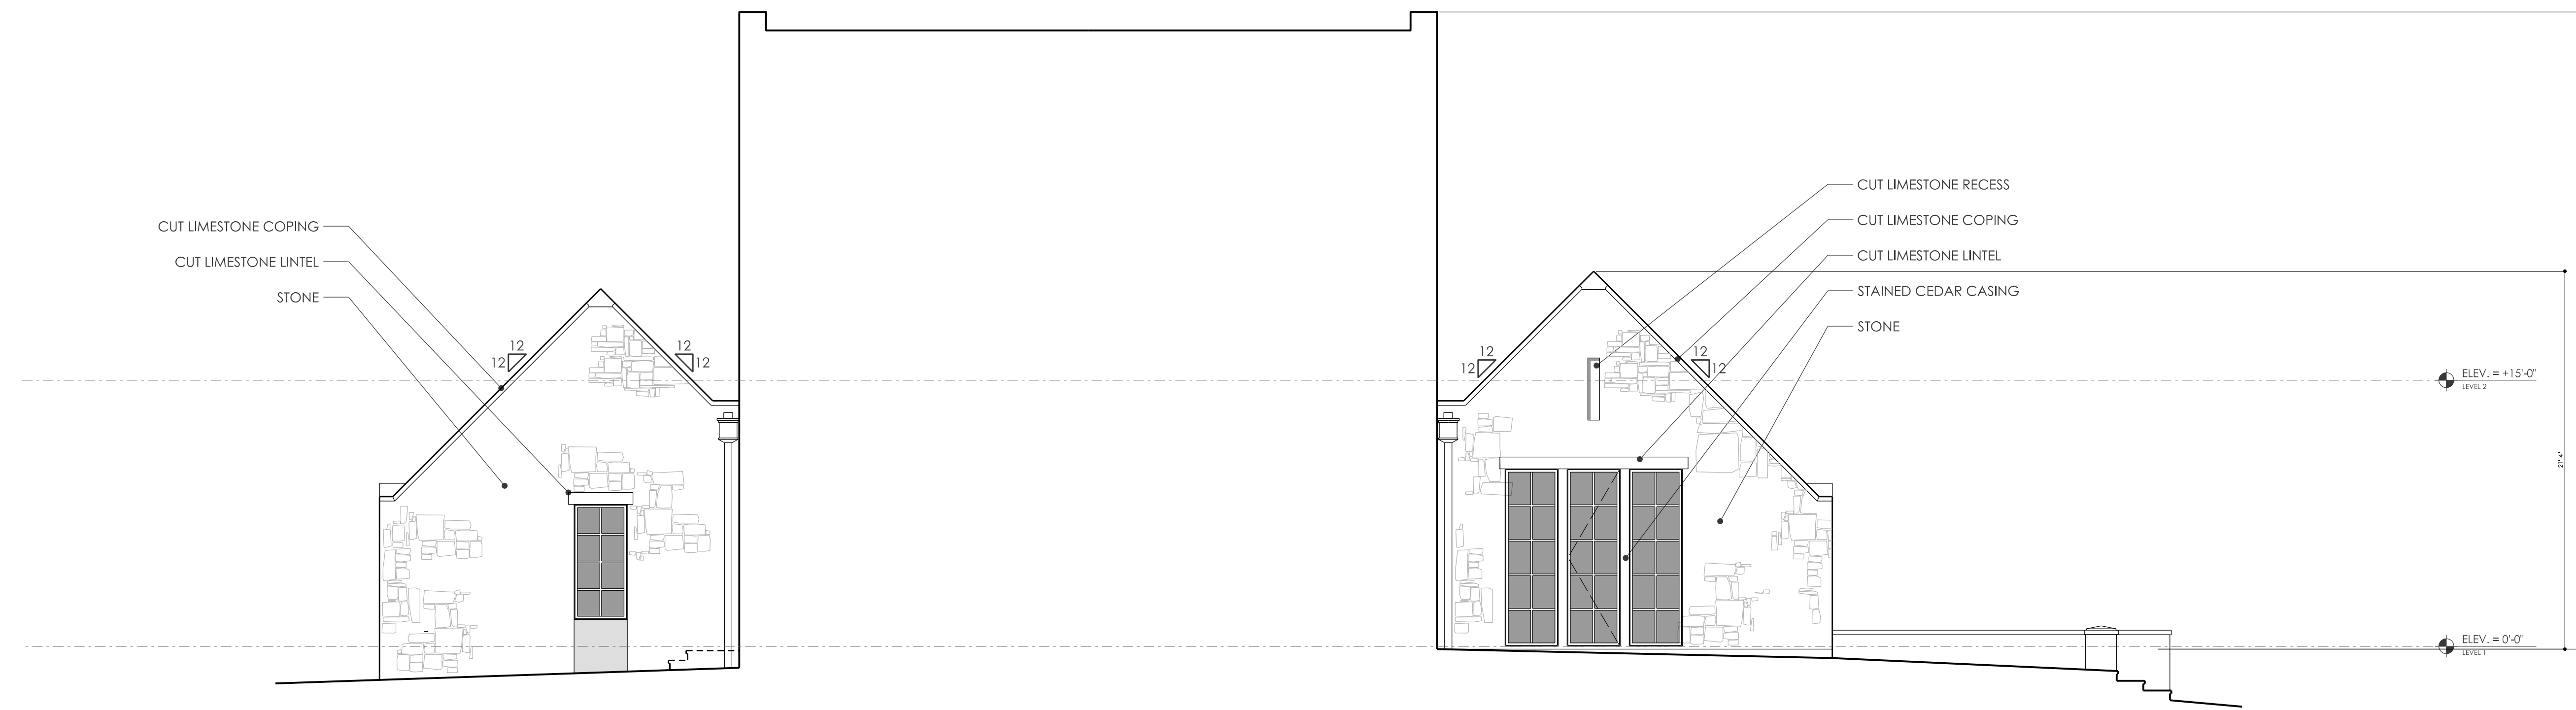 CUT LIMESTONE COPING
CUT LIMESTONE LINTEL
STONE
12
12
12
12
CUT LIMESTONE RECESS
CUT LIMESTONE COPING
CUT LIMESTONE LINTEL
STAINED CEDAR CASING
STONE
12
12
12
12
ELEV. = +15'-0"
LEVEL 2
21'-4"
ELEV. = 0'-0"
LEVEL 1